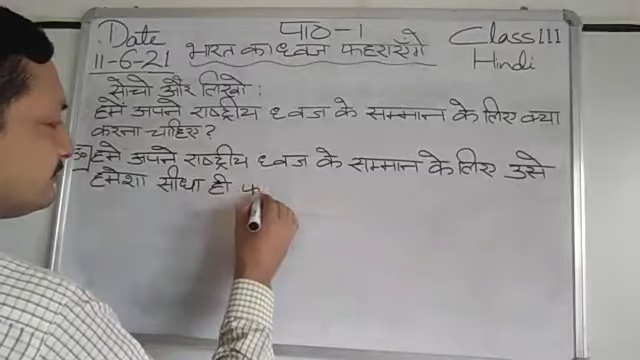 Date
पाठ-1
Class III
11-6-21
भारत का ध्वज फहराएँगे
Hindi
सोचो और लिखो:
हमें अपने राष्ट्रीय ध्वज के सम्मान के लिए क्या
करना चाहिए?
उ० हमें अपने राष्ट्रीय ध्वज के सम्मान के लिए उसे
हमेशा सीधा ही